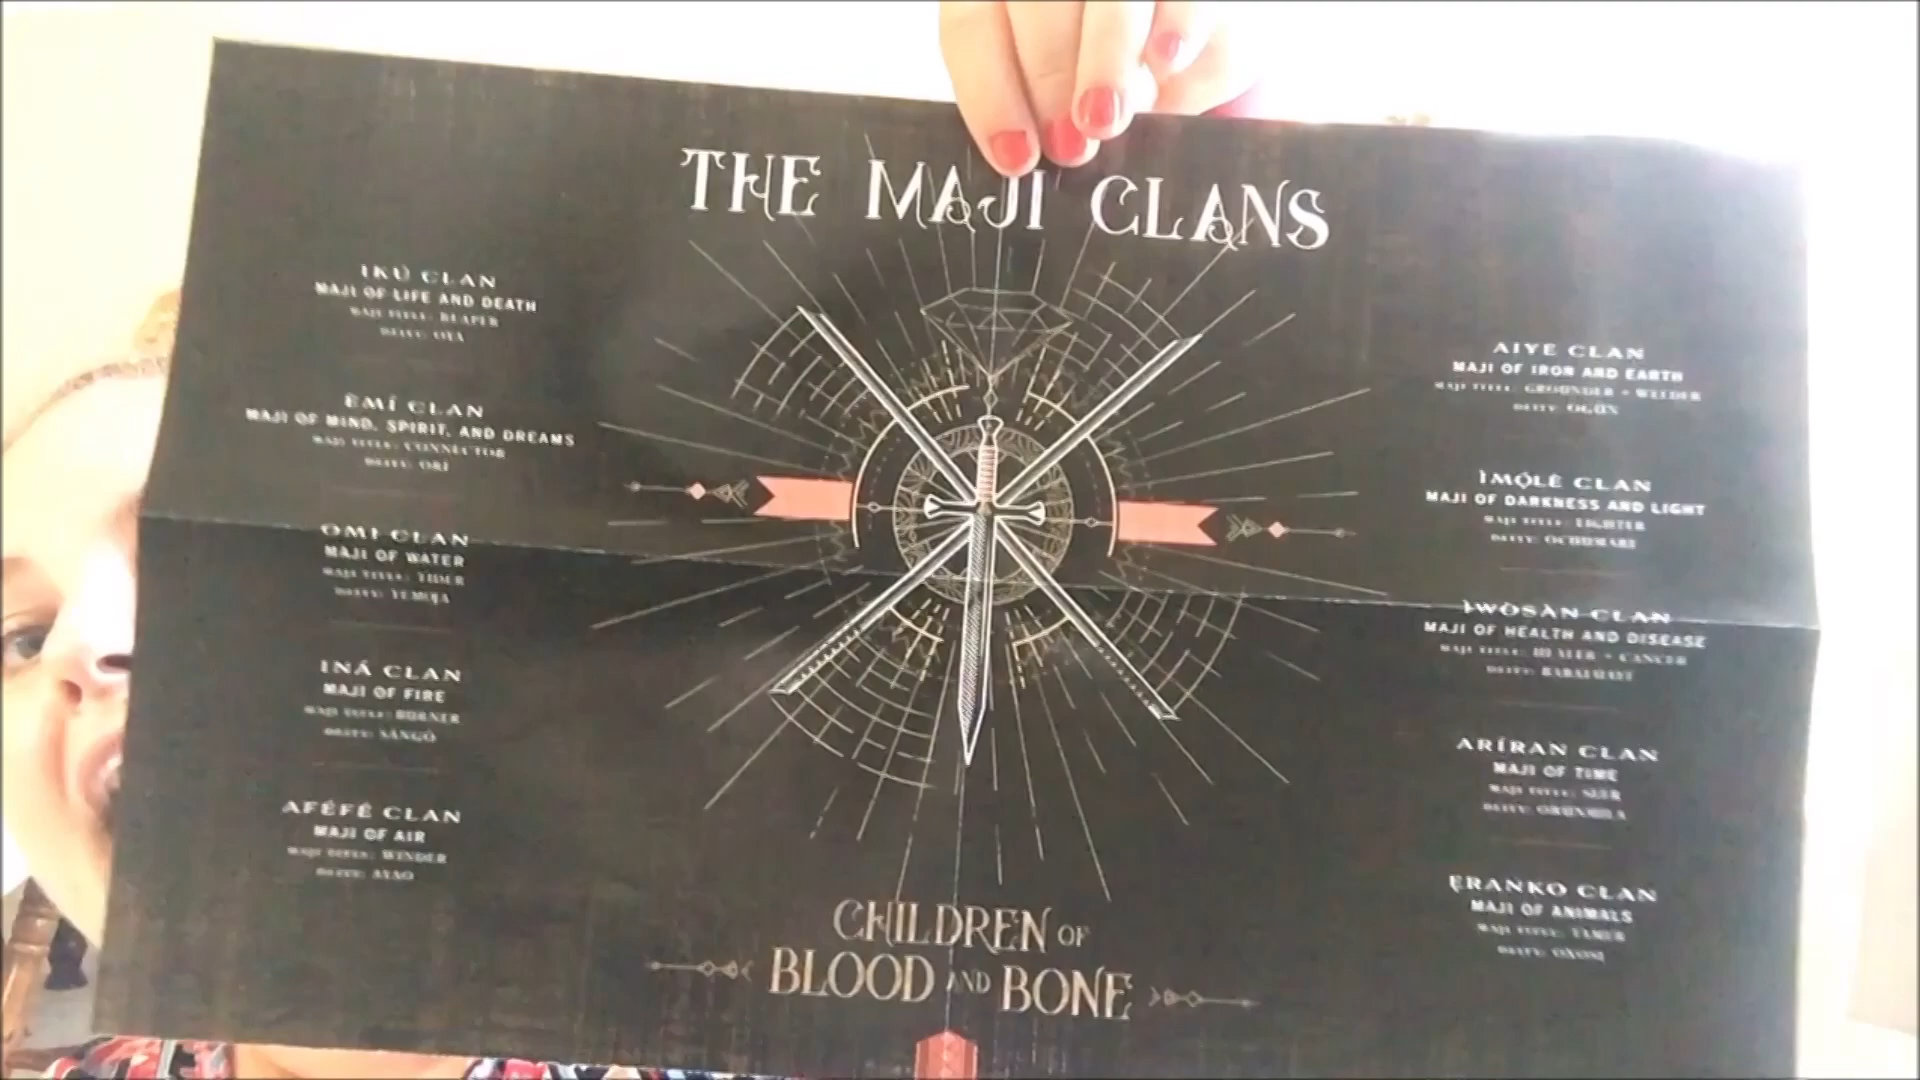 THE MAJI CLANS
IKÚ CLAN
MAJI OF LIFE AND DEATH
MAJI TITLE: REAPER
DEITY: OYA
ÈMÍ CLAN
MAJI OF MIND, SPIRIT, AND DREAMS
MAJI TITLE: CONNECTOR
DEITY: ORÍ
OMI CLAN
MAJI OF WATER
MAJI TITLE: TIDER
DEITY: YEMOJA
INÁ CLAN
MAJI OF FIRE
MAJI TITLE: BURNER
DEITY: SÀNGÓ
AFÉFÉ CLAN
MAJI OF AIR
MAJI TITLE: WINDER
DEITY: AYAO
AIYE CLAN
MAJI OF IRON AND EARTH
MAJI TITLE: GROUNDER + WELDER
DEITY: ÒGÚN
ÌMỌ́LẸ̀ CLAN
MAJI OF DARKNESS AND LIGHT
MAJI TITLE: LIGHTER
DEITY: OCHUMARE
ÌWÒSÀN CLAN
MAJI OF HEALTH AND DISEASE
MAJI TITLE: HEALER + CANCER
DEITY: BABALUAYE
ARÍRAN CLAN
MAJI OF TIME
MAJI TITLE: SEER
DEITY: ORÚNMILA
ẸRANKO CLAN
MAJI OF ANIMALS
MAJI TITLE: TAMER
DEITY: OXOSI
CHILDREN OF
BLOOD AND BONE